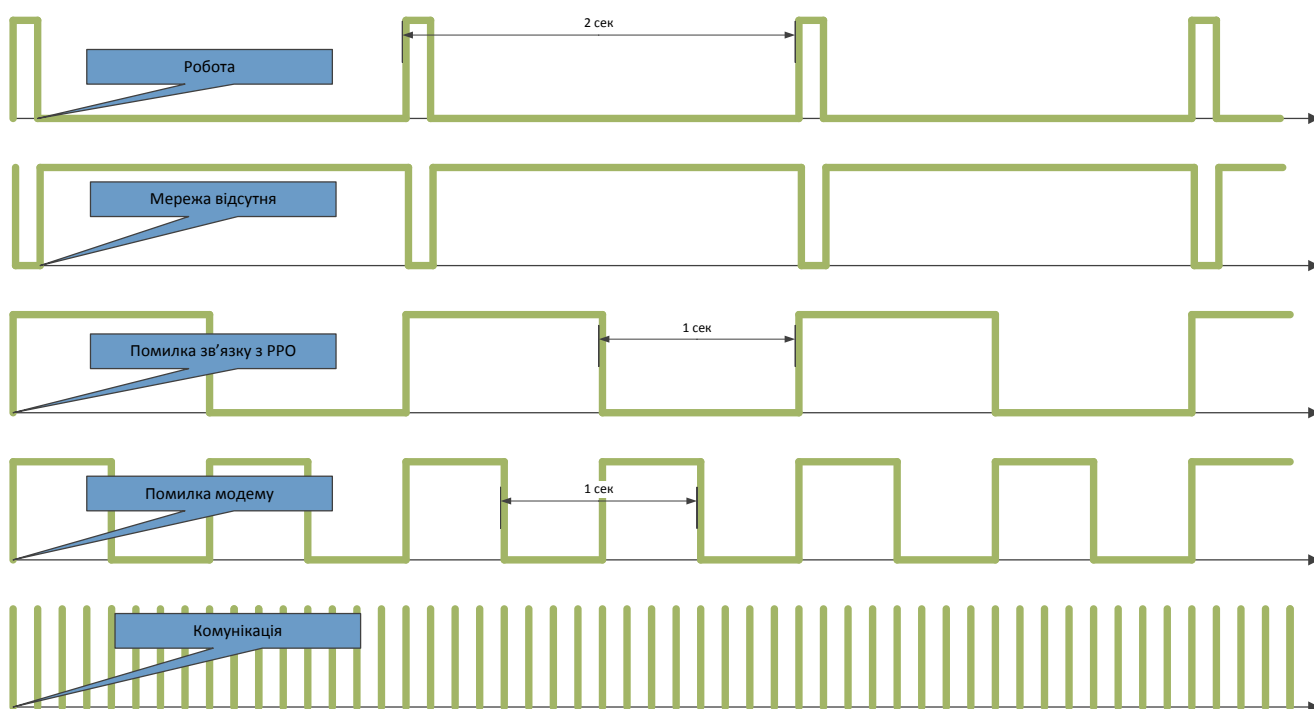 2 сек
Робота
Мережа відсутня
1 сек
Помилка зв’язку з РРО
1 сек
Помилка модему
Комунікація